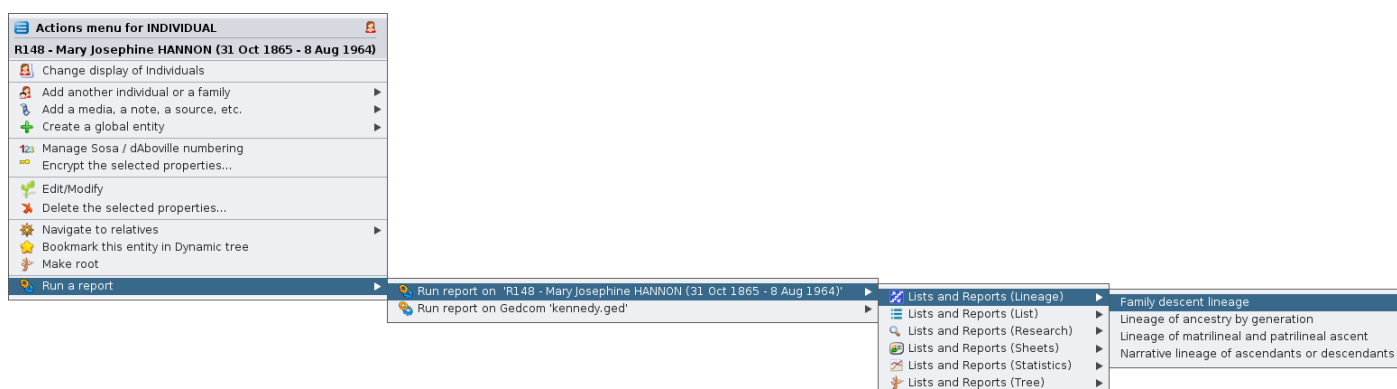 Actions menu for INDIVIDUAL
R148 - Mary Josephine HANNON (31 Oct 1865 - 8 Aug 1964)
Change display of Individuals
Add another individual or a family
Add a media, a note, a source, etc.
Create a global entity
123 Manage Sosa / dAboville numbering
Encrypt the selected properties...
Edit/Modify
Delete the selected properties...
Navigate to relatives
Bookmark this entity in Dynamic tree
Make root
Run a report
Run report on 'R148 - Mary Josephine HANNON (31 Oct 1865 - 8 Aug 1964)'
Run report on Gedcom 'kennedy.ged'
Lists and Reports (Lineage)
Lists and Reports (List)
Lists and Reports (Research)
Lists and Reports (Sheets)
Lists and Reports (Statistics)
Lists and Reports (Tree)
Family descent lineage
Lineage of ancestry by generation
Lineage of matrilineal and patrilineal ascent
Narrative lineage of ascendants or descendants